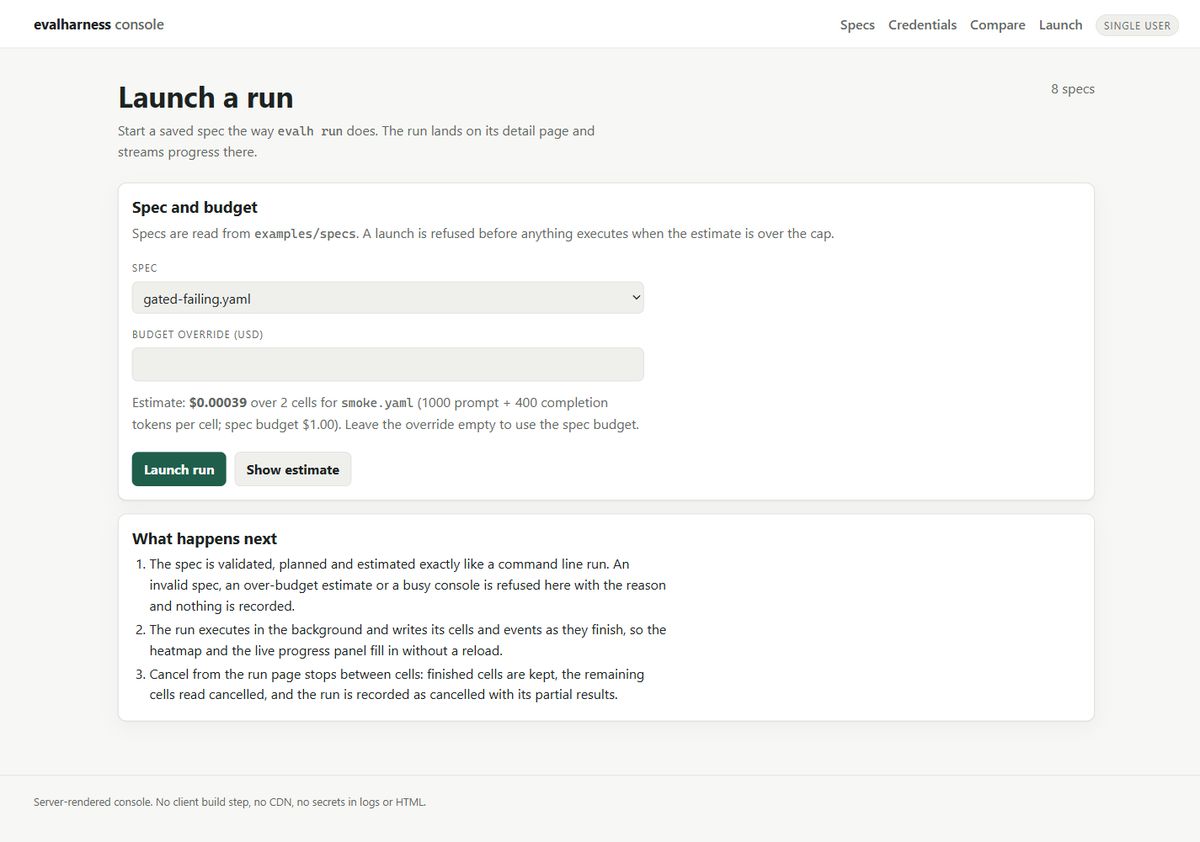 evalharness console
Specs Credentials Compare Launch SINGLE USER
Launch a run
8 specs
Start a saved spec the way evalh run does. The run lands on its detail page and
streams progress there.
Spec and budget
Specs are read from examples/specs. A launch is refused before anything executes when the estimate is over the cap.
SPEC
gated-failing.yaml
BUDGET OVERRIDE (USD)
Estimate: $0.00039 over 2 cells for smoke.yaml (1000 prompt + 400 completion
tokens per cell; spec budget $1.00). Leave the override empty to use the spec budget.
Launch run Show estimate
What happens next
1. The spec is validated, planned and estimated exactly like a command line run. An
invalid spec, an over-budget estimate or a busy console is refused here with the reason
and nothing is recorded.
2. The run executes in the background and writes its cells and events as they finish, so the
heatmap and the live progress panel fill in without a reload.
3. Cancel from the run page stops between cells: finished cells are kept, the remaining
cells read cancelled, and the run is recorded as cancelled with its partial results.
Server-rendered console. No client build step, no CDN, no secrets in logs or HTML.